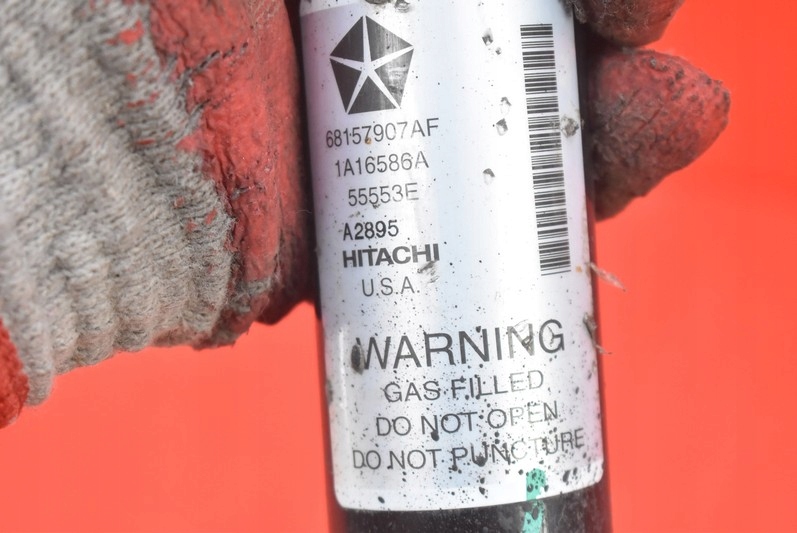 68157907AF
1A16586A
55553E
A2895
HITACHI
U.S.A.
WARNING
GAS FILLED
DO NOT OPEN
DO NOT PUNCTURE